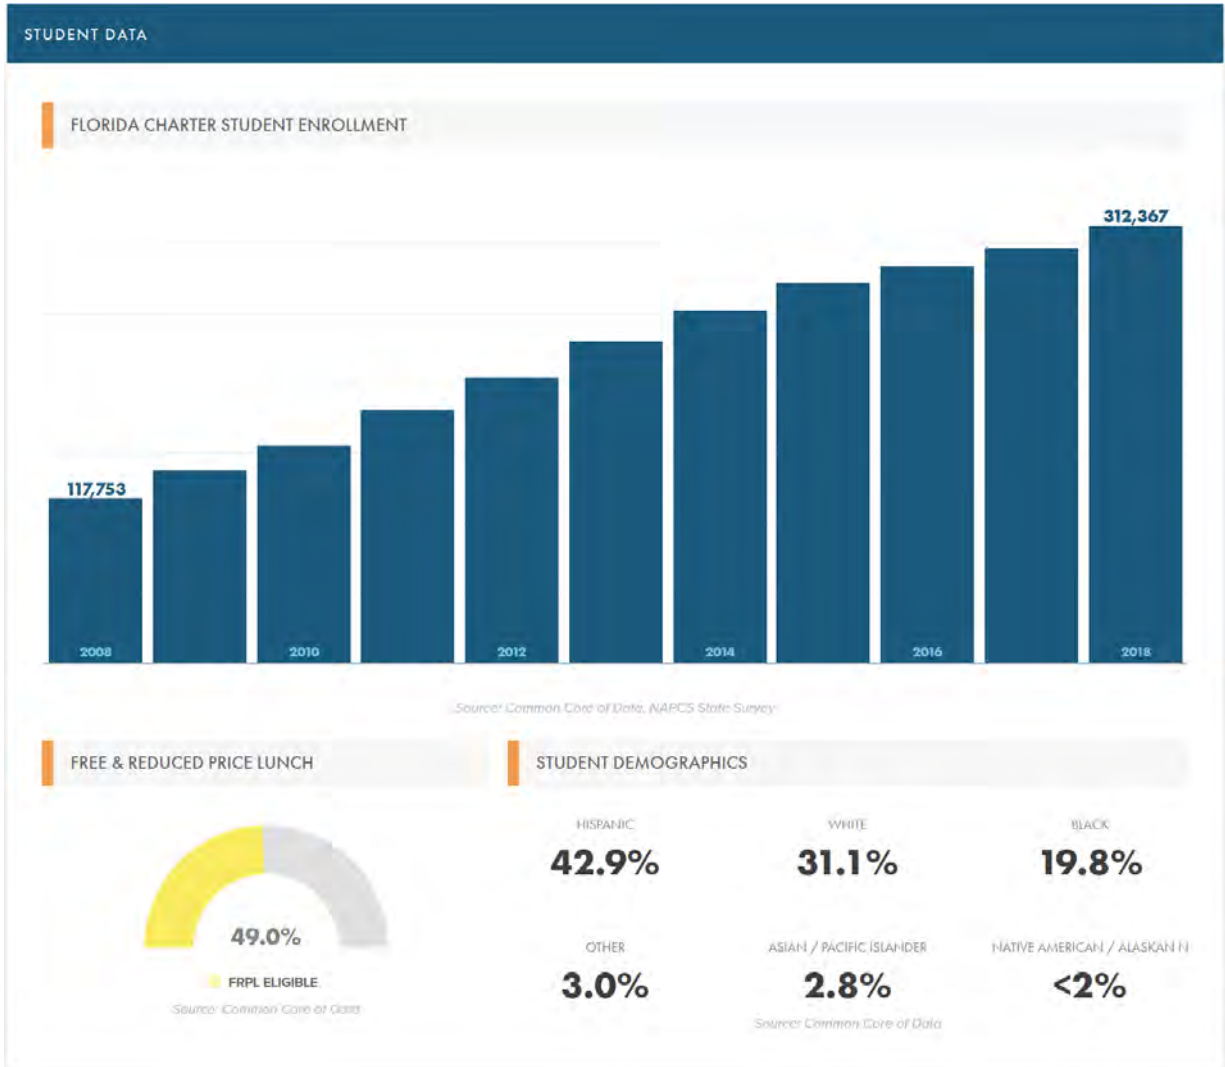 STUDENT DATA
FLORIDA CHARTER STUDENT ENROLLMENT
312,367
117,753
2008 2010 2012 2014 2016 2018
Source: Common Core of Data, NAPCS State Survey
FREE & REDUCED PRICE LUNCH
STUDENT DEMOGRAPHICS
HISPANIC WHITE BLACK
42.9% 31.1% 19.8%
49.0%
OTHER ASIAN / PACIFIC ISLANDER NATIVE AMERICAN / ALASKAN N
3.0% 2.8% <2%
FRPL ELIGIBLE
Source: Common Core of Data
Source: Common Core of Data